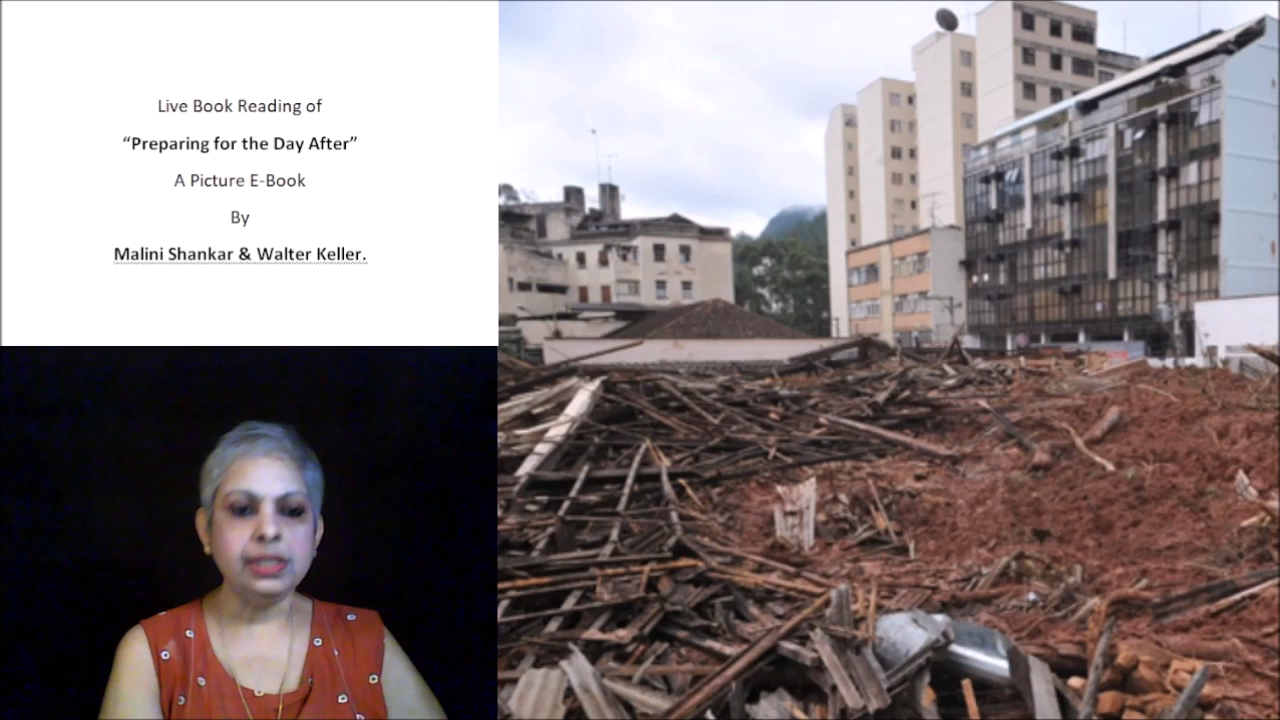 Live Book Reading of
“Preparing for the Day After”
A Picture E-Book
By
Malini Shankar & Walter Keller.